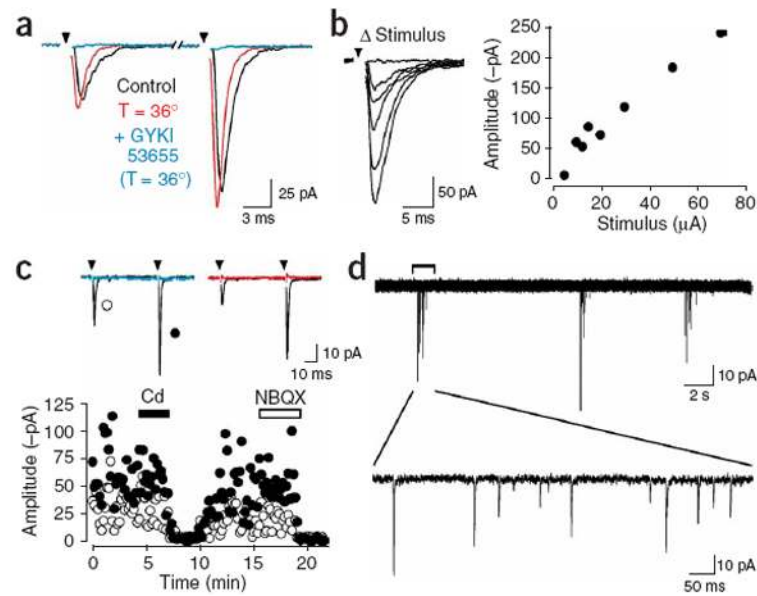 a
Control
T = 36°
+ GYKI
53655
(T = 36°)
25 pA
3 ms
b
Δ Stimulus
50 pA
5 ms
Amplitude (–pA)
250
200
150
100
50
0
0 20 40 60 80
Stimulus (μA)
c
10 pA
10 ms
Cd
NBQX
Amplitude (–pA)
125
100
75
50
25
0
0 5 10 15 20
Time (min)
d
10 pA
2 s
10 pA
50 ms